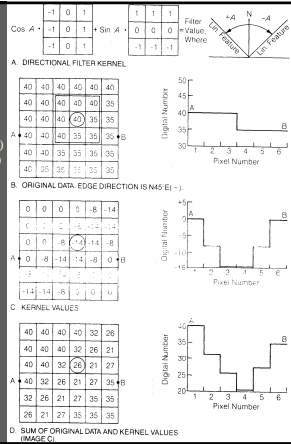 Cos A •
-1 0 1
-1 0 1
-1 0 1
+ Sin A •
1 1 1
0 0 0
-1 -1 -1
= Filter
Value,
Where
+A N -A
Lin. Feature
Lin. Feature
A. DIRECTIONAL FILTER KERNEL
40 40 40 40 40 40
40 40 40 40 40 35
40 40 40 40 35 35
A 40 40 40 35 35 35 B
40 40 35 35 35 35
40 35 35 35 35 35
Digital Number
50
45
40
35
30
A
B
1 2 3 4 5 6
Pixel Number
B. ORIGINAL DATA. EDGE DIRECTION IS N45°E(-).
0 0 0 0 -8 -14
0 0 -8 -14 -14 -8
A 0 -8 -14 -14 -8 0 B
-14 -14 -8 0 0 0
Digital Number
+5
0
-5
-10
-15
A
B
1 2 3 4 5 6
Pixel Number
C. KERNEL VALUES
40 40 40 40 32 26
40 40 40 32 26 21
40 40 32 26 21 27
A 40 32 26 21 27 35 B
32 26 21 27 35 35
26 21 27 35 35 35
Digital Number
40
35
30
25
20
A
B
1 2 3 4 5 6
Pixel Number
D. SUM OF ORIGINAL DATA AND KERNEL VALUES
(IMAGE C).